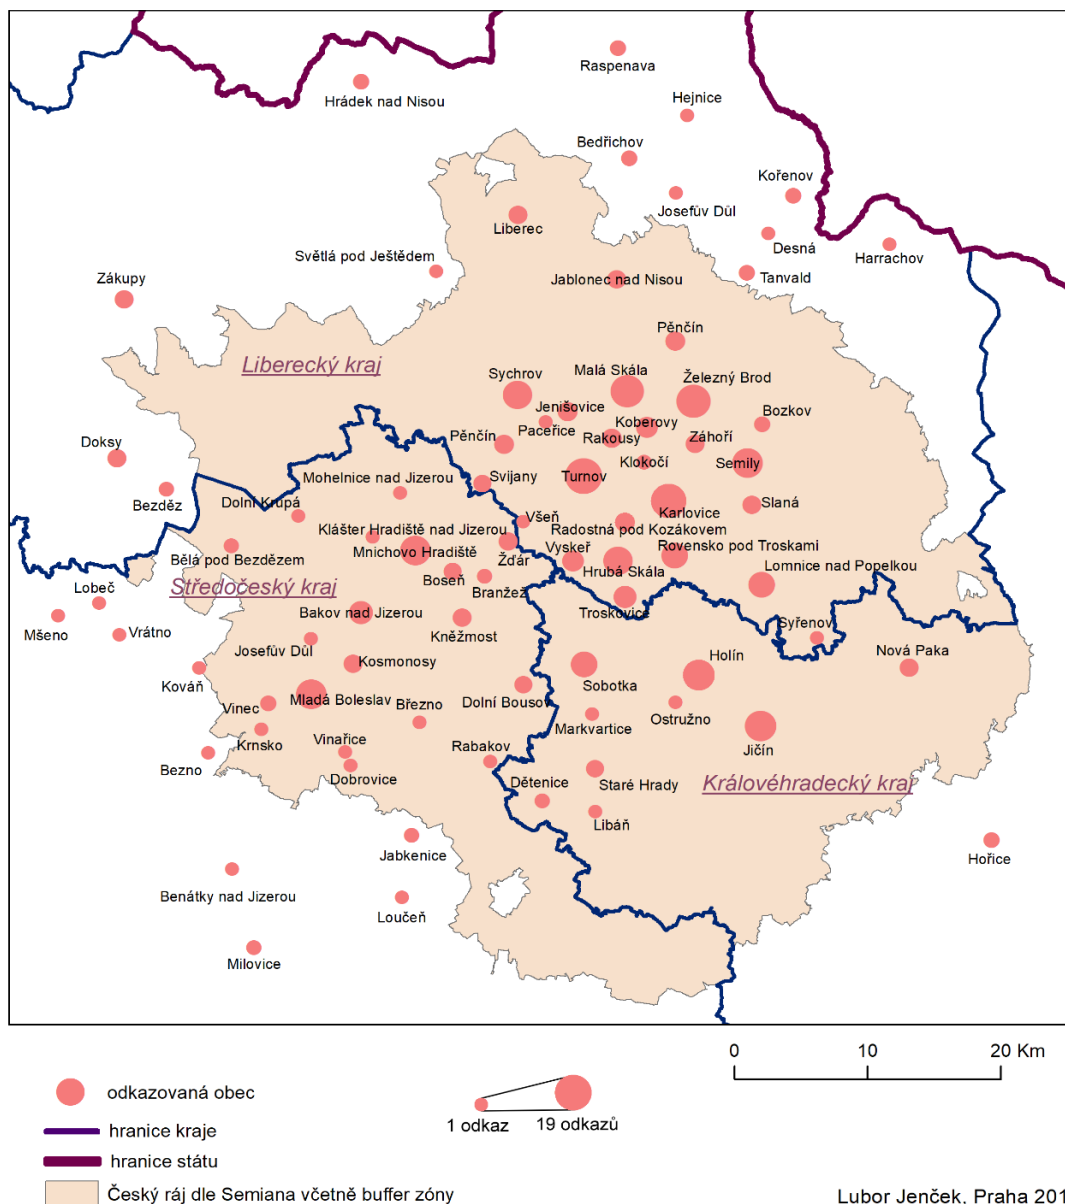 Raspenava
Hrádek nad Nisou
Hejnice
Bedřichov
Kořenov
Josefův Důl
Liberec
Desná
Harrachov
Světlá pod Ještědem
Zákupy
Jablonec nad Nisou
Tanvald
Pěnčín
Liberecký kraj
Sychrov
Malá Skála
Železný Brod
Jenišovice
Bozkov
Paceřice
Koberovy
Doksy
Pěnčín
Rakousy
Záhoří
Klokočí
Semily
Mohelnice nad Jizerou
Svijany
Turnov
Bezděz
Dolní Krupá
Slaná
Karlovice
Klášter Hradiště nad Jizerou
Všeň
Radostná pod Kozákovem
Bělá pod Bezdězem
Mnichovo Hradiště
Žďár
Vyskeř
Rovensko pod Troskami
Hrubá Skála
Lomnice nad Popelkou
Lobeč
Středočeský kraj
Boseň
Branžež
Mšeno
Vrátno
Bakov nad Jizerou
Troskovice
Kněžmost
Syřenov
Josefův Důl
Nová Paka
Kováň
Kosmonosy
Holín
Sobotka
Vinec
Mladá Boleslav
Březno
Dolní Bousov
Ostružno
Markvartice
Krnsko
Vinařice
Rabakov
Jičín
Bezno
Dobrovice
Dětenice
Staré Hrady
Královéhradecký kraj
Libáň
Jabkenice
Hořice
Benátky nad Jizerou
Loučeň
Milovice
0 10 20 Km
odkazovaná obec
1 odkaz 19 odkazů
hranice kraje
hranice státu
Český ráj dle Semiana včetně buffer zóny
Lubor Jenček, Praha 201